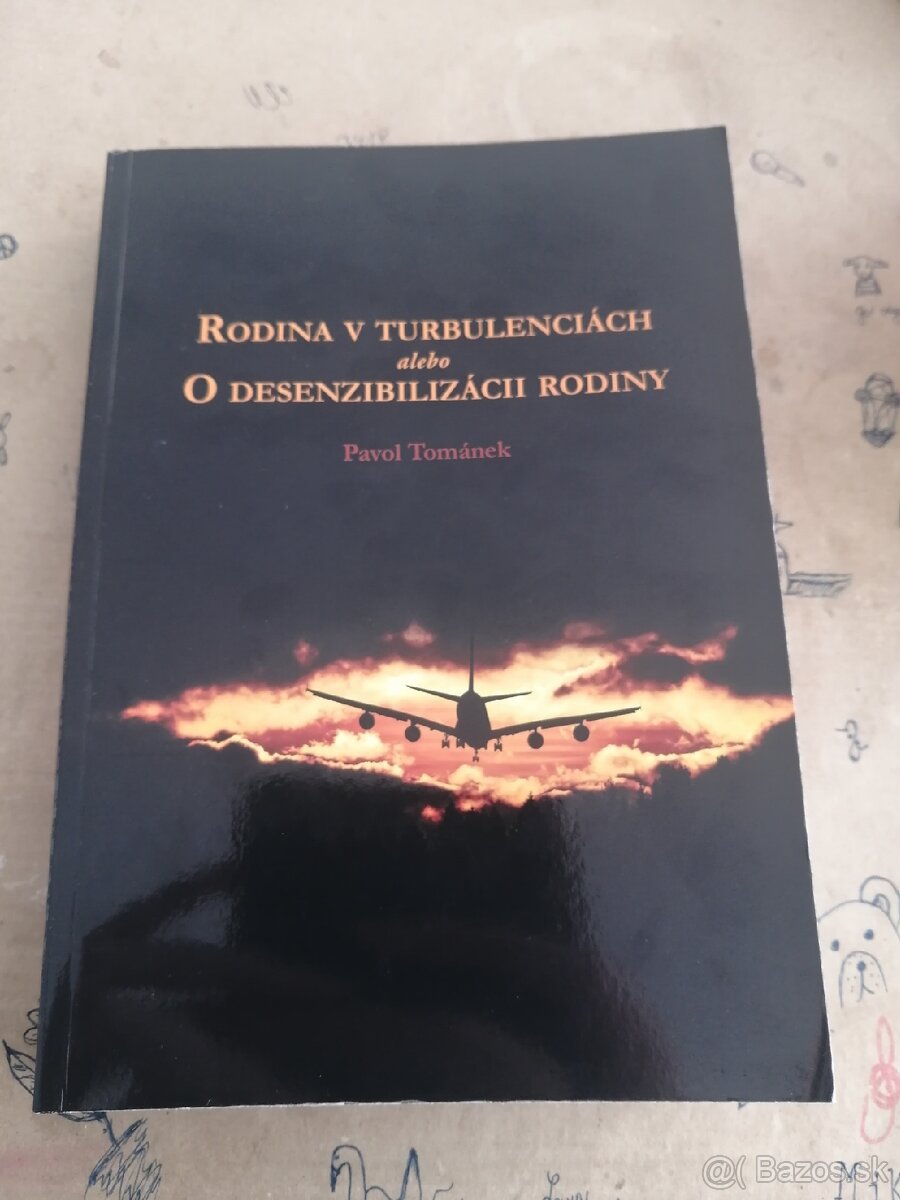 RODINA V TURBULENCIÁCH
alebo
O DESENZIBILIZÁCII RODINY
Pavol Tománek
@( Bazos.sk